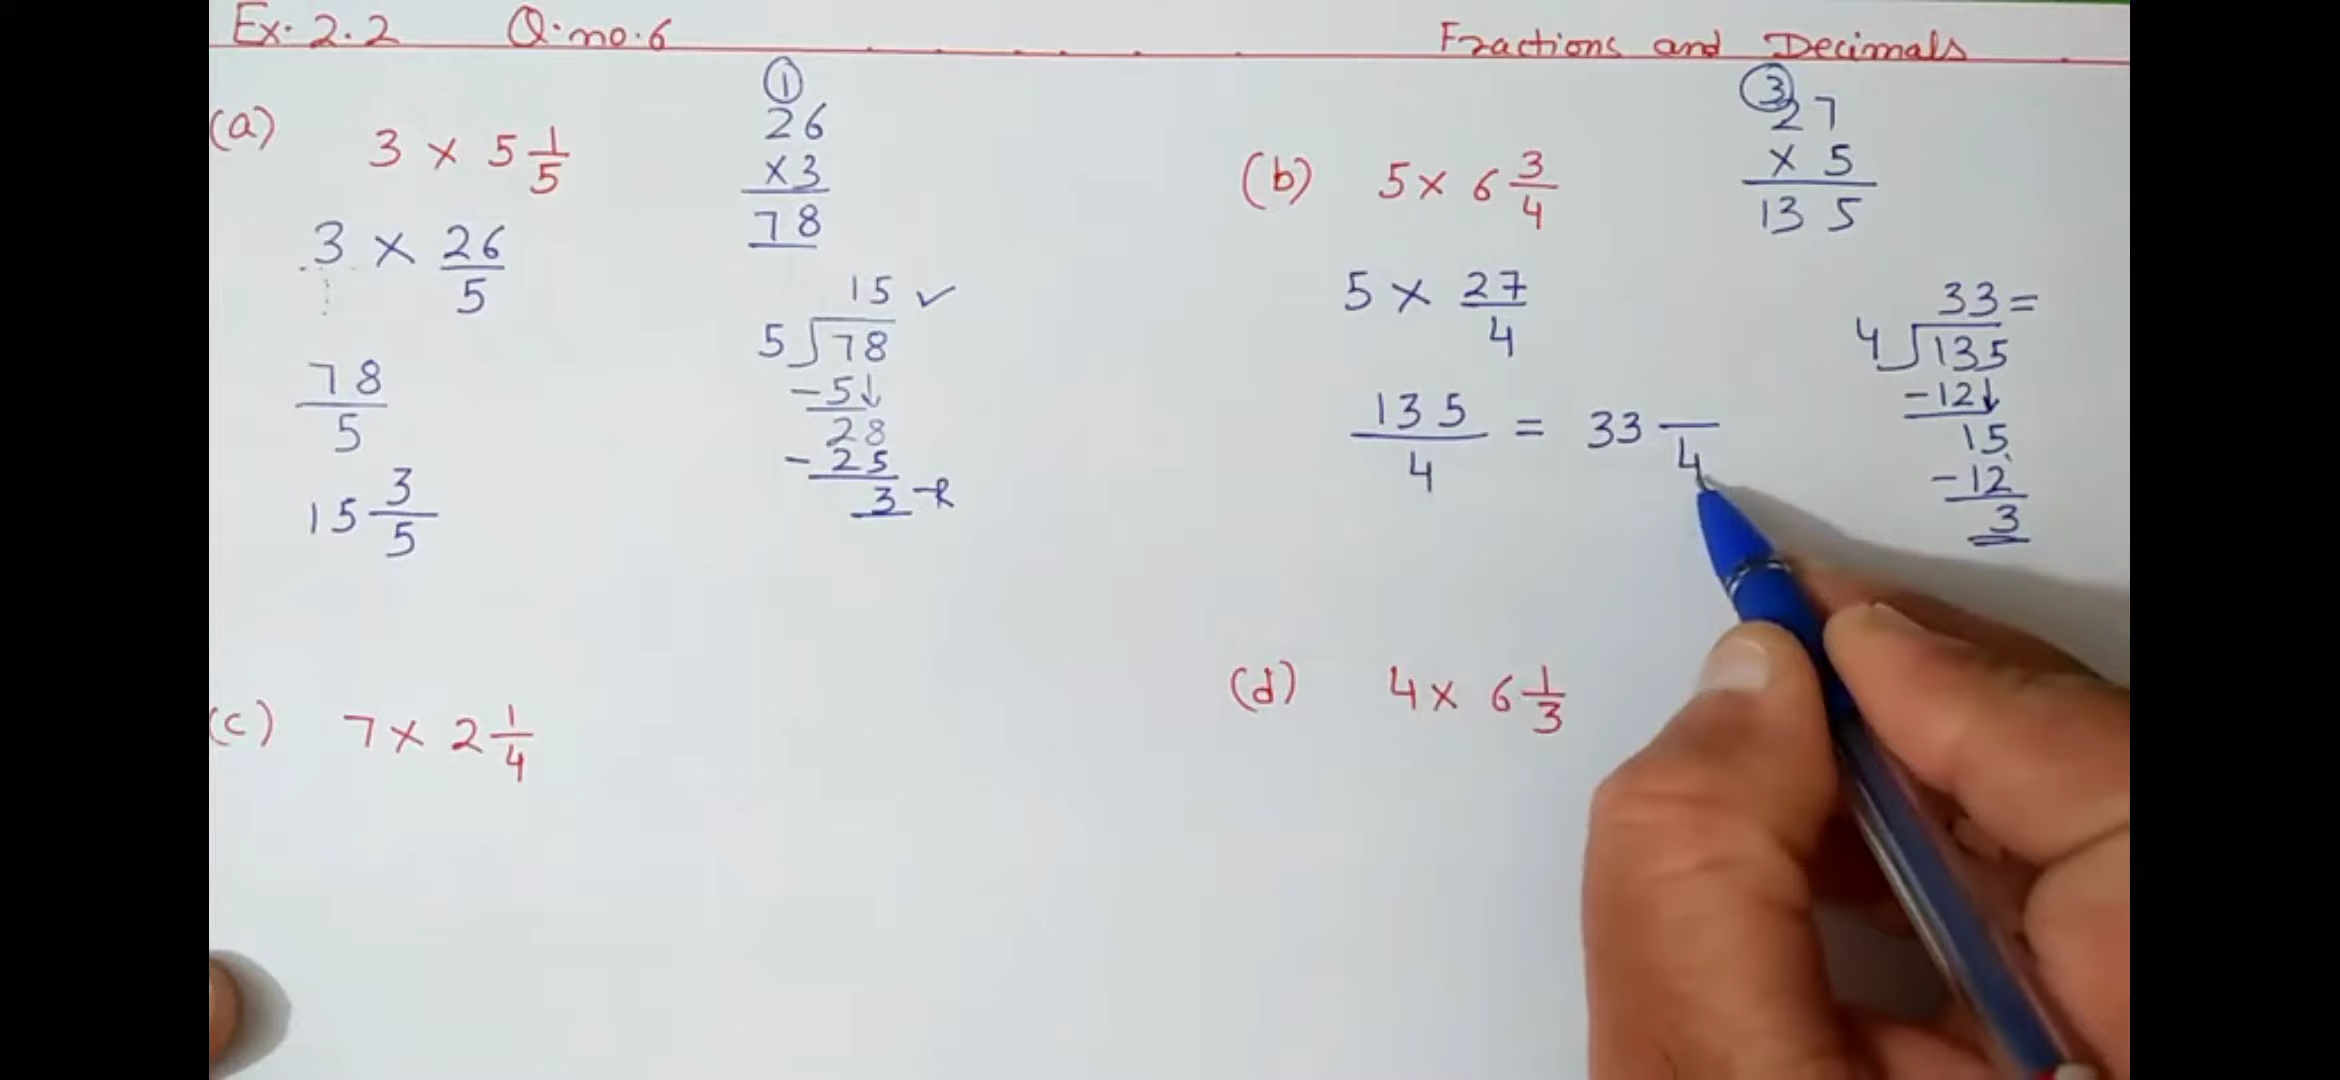 Ex. 2.2 Q.no.6 Fractions and Decimals
(a) 3 × 5 1/5
3 × 26/5
78/5
15 3/5
1
26
×3
78
15 ✓
5 78
-5↓
28
-25
3 -R
(b) 5 × 6 3/4
5 × 27/4
135/4 = 33 /4
3
27
× 5
135
33 =
4 135
-12↓
15
-12
3
(c) 7 × 2 1/4
(d) 4 × 6 1/3